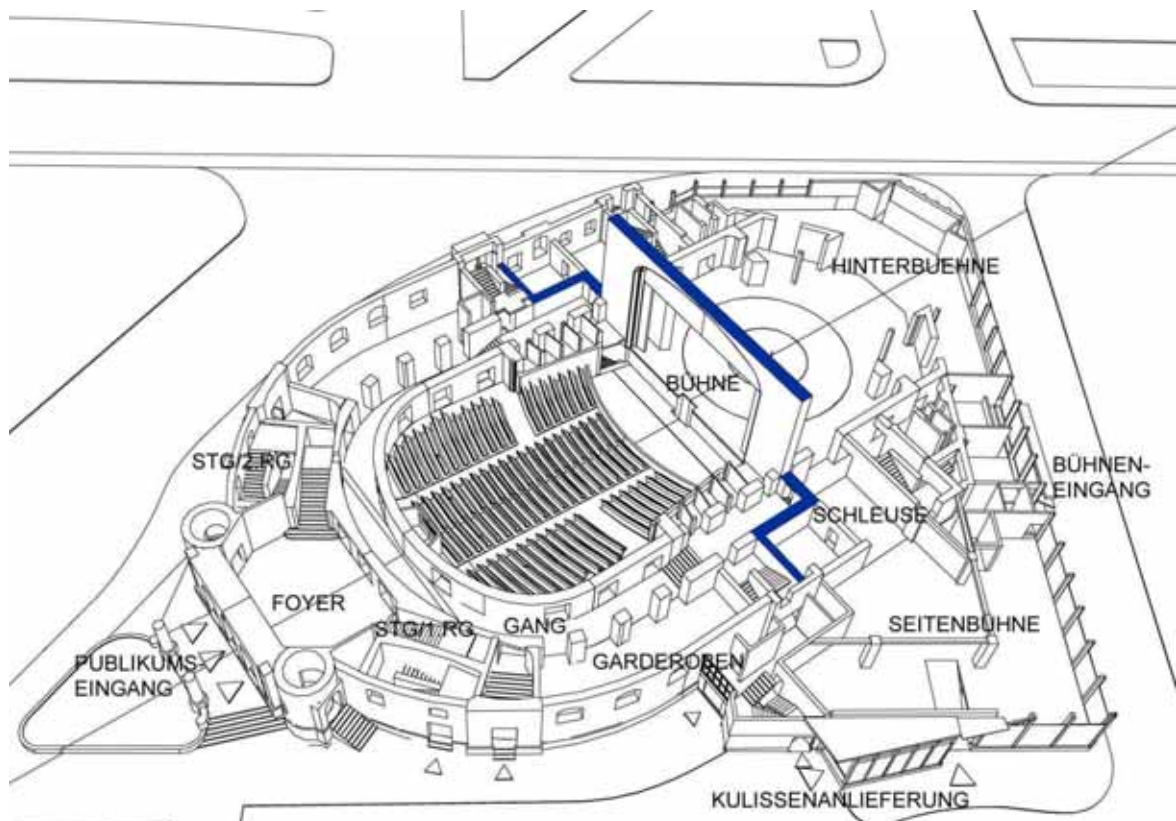 HINTERBUEHNE
BÜHNE
STG/2.RG
BÜHNEN-
EINGANG
SCHLEUSE
FOYER
STG/1.RG
GANG
SEITENBÜHNE
PUBLIKUMS-
EINGANG
GARDEROBEN
KULISSENANLIEFERUNG